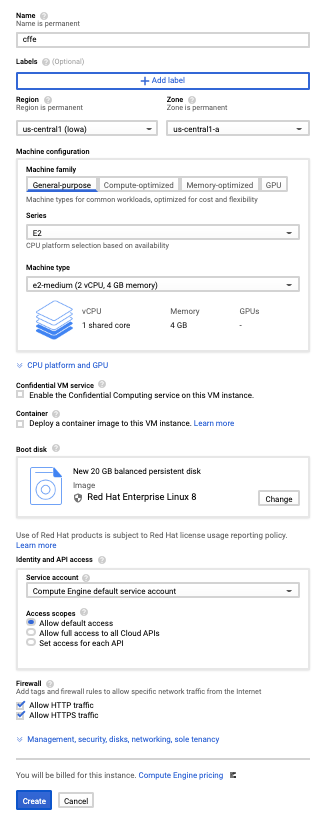 Name
Name is permanent
cffe
Labels (Optional)
Add label
Region
Region is permanent
Zone
Zone is permanent
us-central1 (Iowa)
us-central1-a
Machine configuration
Machine family
General-purpose
Compute-optimized
Memory-optimized
GPU
Machine types for common workloads, optimized for cost and flexibility
Series
E2
CPU platform selection based on availability
Machine type
e2-medium (2 vCPU, 4 GB memory)
vCPU
Memory
GPUs
1 shared core
4 GB
-
CPU platform and GPU
Confidential VM service
Enable the Confidential Computing service on this VM instance.
Container
Deploy a container image to this VM instance. Learn more
Boot disk
New 20 GB balanced persistent disk
Image
Red Hat Enterprise Linux 8
Change
Use of Red Hat products is subject to Red Hat license usage reporting policy.
Learn more
Identity and API access
Service account
Compute Engine default service account
Access scopes
Allow default access
Allow full access to all Cloud APIs
Set access for each API
Firewall
Add tags and firewall rules to allow specific network traffic from the Internet
Allow HTTP traffic
Allow HTTPS traffic
Management, security, disks, networking, sole tenancy
You will be billed for this instance. Compute Engine pricing
Create
Cancel